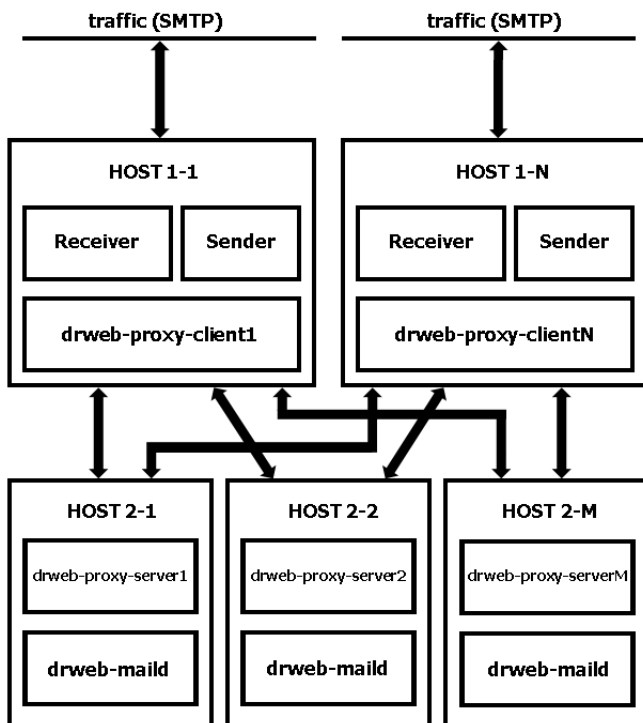 traffic (SMTP)
traffic (SMTP)
HOST 1-1
Receiver
Sender
drweb-proxy-client1
HOST 1-N
Receiver
Sender
drweb-proxy-clientN
HOST 2-1
drweb-proxy-server1
drweb-maild
HOST 2-2
drweb-proxy-server2
drweb-maild
HOST 2-M
drweb-proxy-serverM
drweb-maild